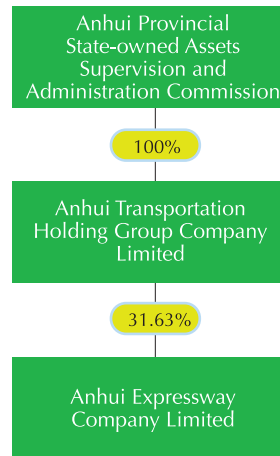 Anhui Provincial
State-owned Assets
Supervision and
Administration Commission
100%
Anhui Transportation
Holding Group Company
Limited
31.63%
Anhui Expressway
Company Limited